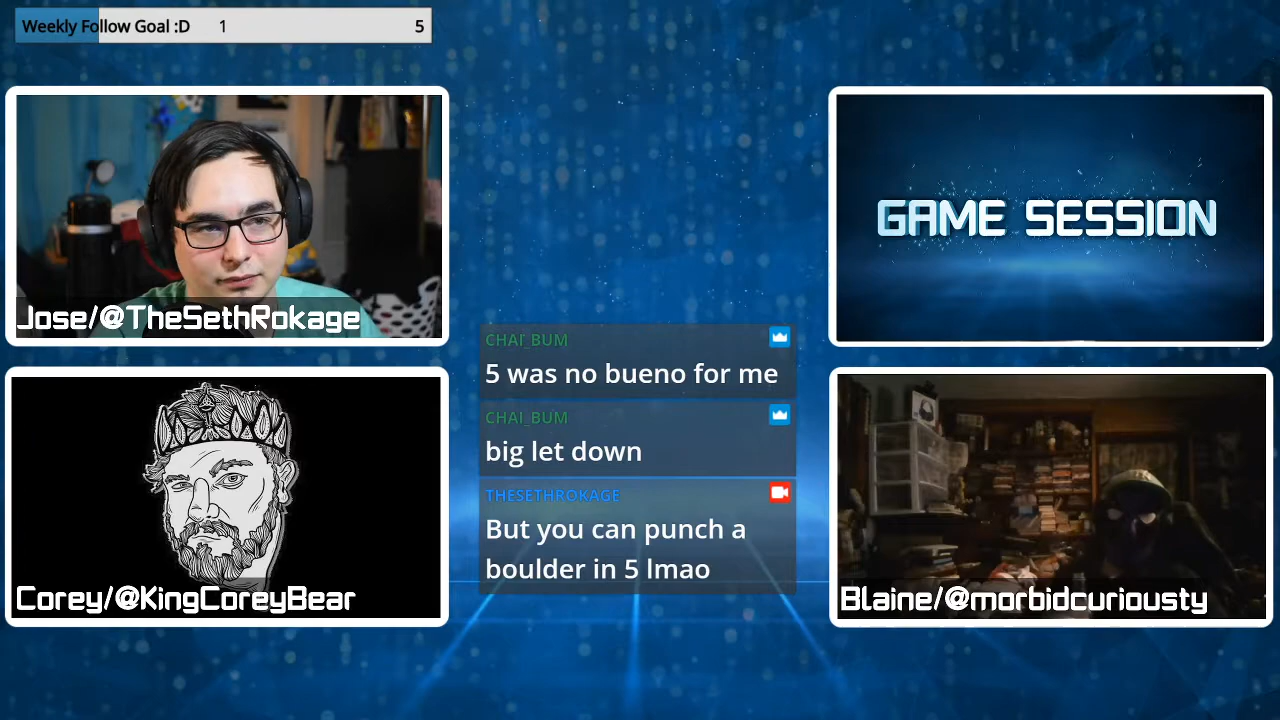 Weekly Follow Goal :D 1 5
Jose/@TheSethRokage
GAME SESSION
CHAI_BUM
5 was no bueno for me
CHAI_BUM
big let down
THESETHROKAGE
But you can punch a
boulder in 5 lmao
Corey/@KingCoreyBear
Blaine/@morbidcuriousty